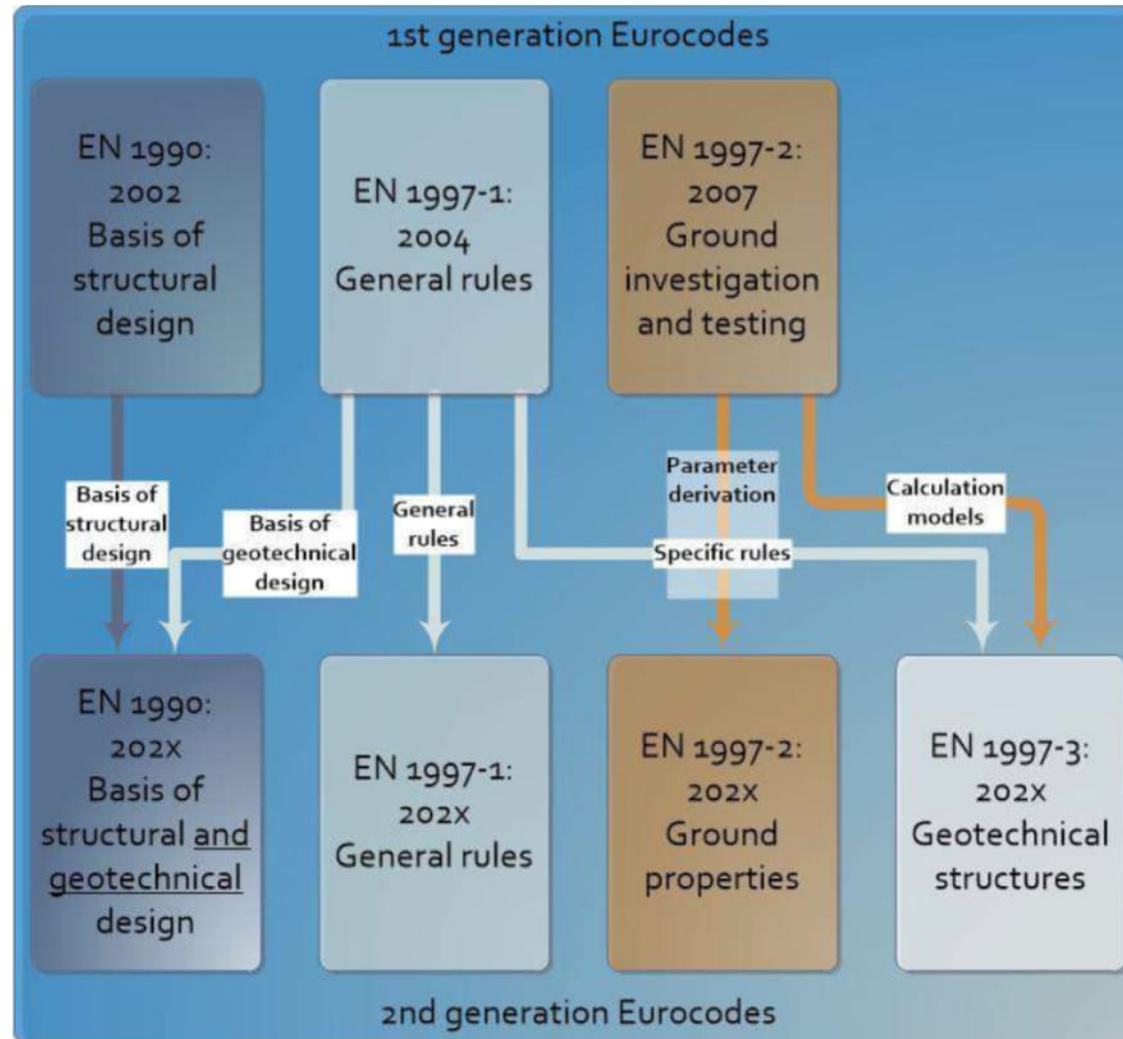 1st generation Eurocodes
EN 1990:
2002
Basis of
structural
design
EN 1997-1:
2004
General rules
EN 1997-2:
2007
Ground
investigation
and testing
Basis of
structural
design
Basis of
geotechnical
design
General
rules
Parameter
derivation
Specific rules
Calculation
models
EN 1990:
202x
Basis of
structural and
geotechnical
design
EN 1997-1:
202x
General rules
EN 1997-2:
202x
Ground
properties
EN 1997-3:
202x
Geotechnical
structures
2nd generation Eurocodes